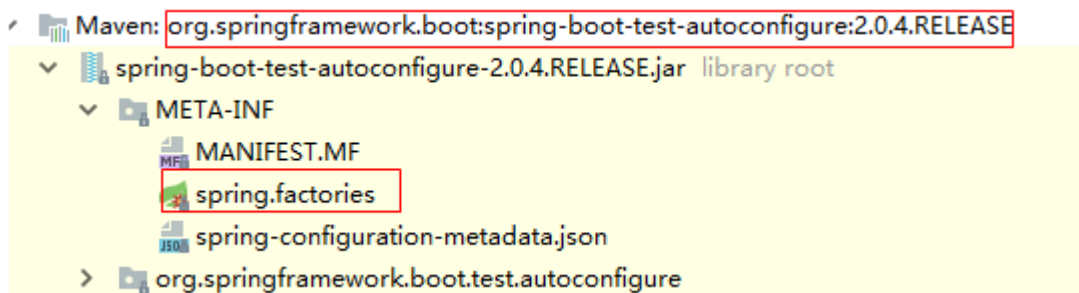 Maven: org.springframework.boot:spring-boot-test-autoconfigure:2.0.4.RELEASE
spring-boot-test-autoconfigure-2.0.4.RELEASE.jar library root
META-INF
MF MANIFEST.MF
spring.factories
JSON spring-configuration-metadata.json
org.springframework.boot.test.autoconfigure